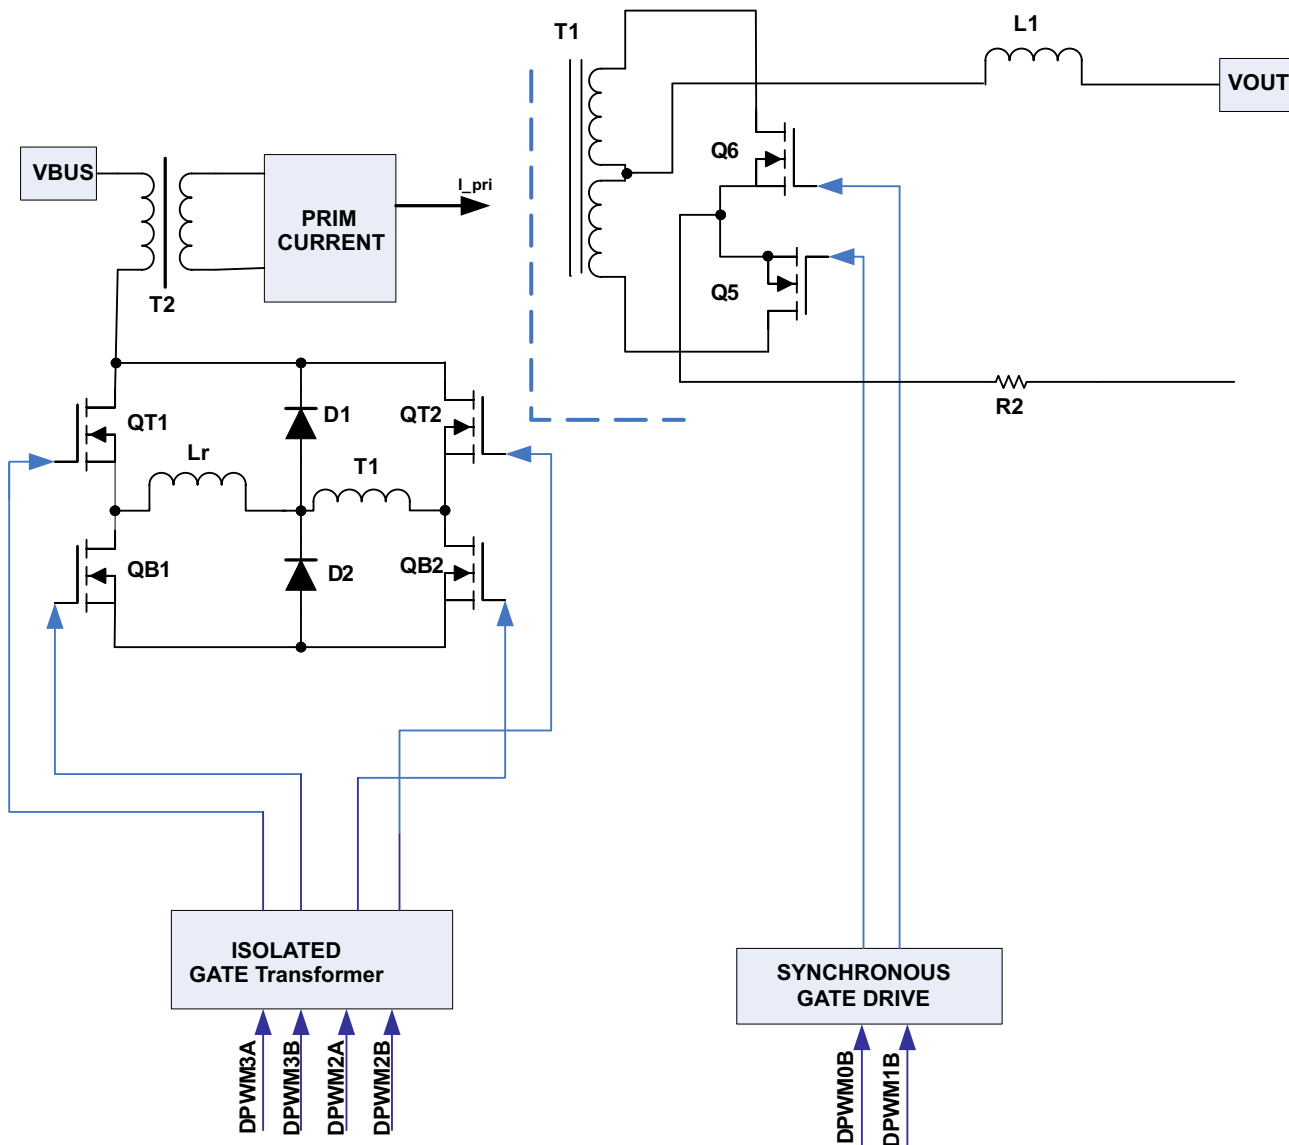 T1
L1
VOUT
Q6
VBUS
I_pri
PRIM
CURRENT
Q5
T2
R2
D1
QT2
QT1
Lr
T1
QB1
D2
QB2
ISOLATED
GATE Transformer
SYNCHRONOUS
GATE DRIVE
DPWM3A
DPWM3B
DPWM2A
DPWM2B
DPWM0B
DPWM1B